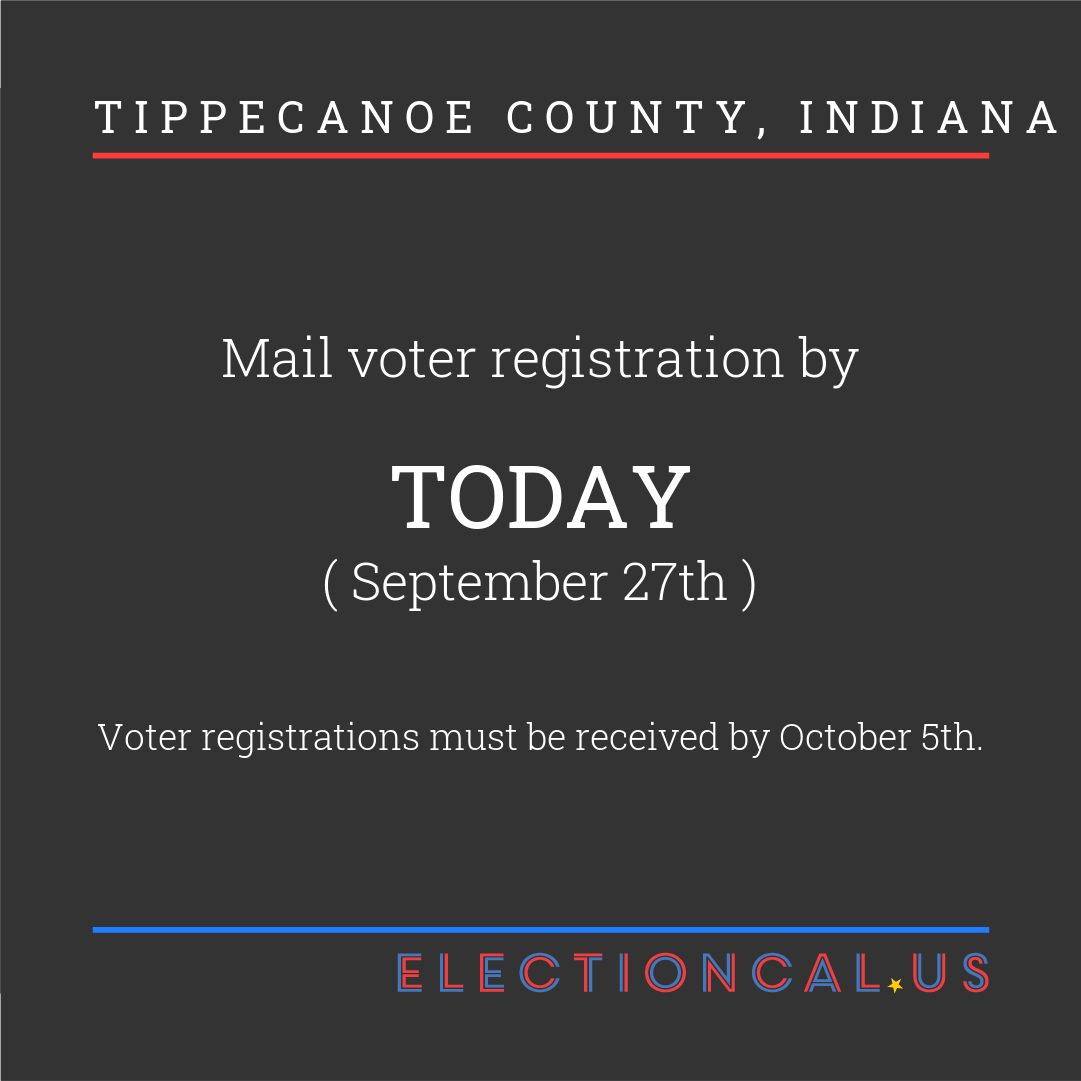 TIPPECANOE COUNTY, INDIANA
Mail voter registration by
TODAY
( September 27th )
Voter registrations must be received by October 5th.
ELECTIONCAL.US